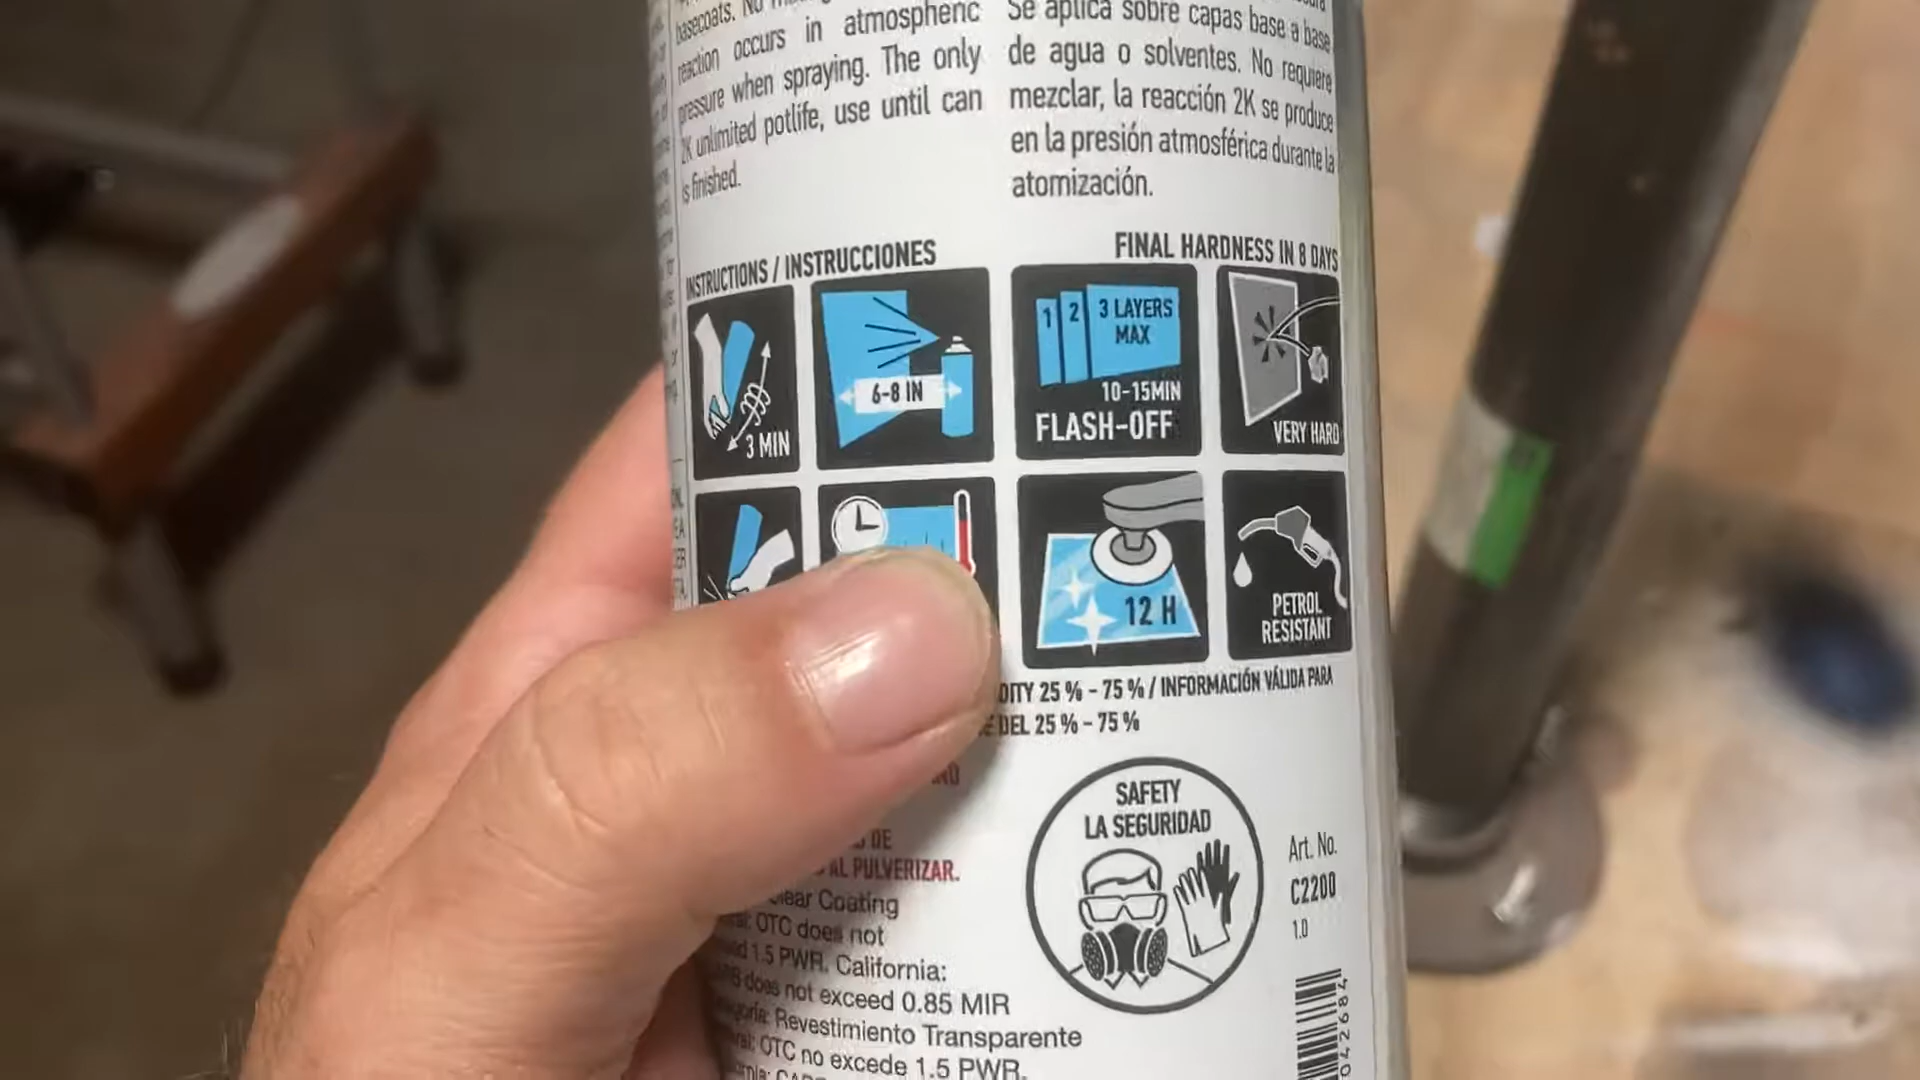 basecoats. No
reaction occurs in atmospheric
pressure when spraying. The only
2K unlimited potlife, use until can
is finished.
Se aplica sobre capas base a base
de agua o solventes. No requiere
mezclar, la reacción 2K se produce
en la presión atmosférica durante la
atomización.
INSTRUCTIONS / INSTRUCCIONES
FINAL HARDNESS IN 8 DAYS
3 MIN
6-8 IN
1 2 3 LAYERS
MAX
10-15MIN
FLASH-OFF
VERY HARD
12 H
PETROL
RESISTANT
25 % - 75 % / INFORMACIÓN VÁLIDA PARA
DEL 25 % - 75 %
DE
AL PULVERIZAR.
Coating
OTC does not
1.5 PWR. California:
does not exceed 0.85 MIR
Revestimiento Transparente
OTC no excede 1.5 PWR.
SAFETY
LA SEGURIDAD
Art. No.
C2200
1.0
042684